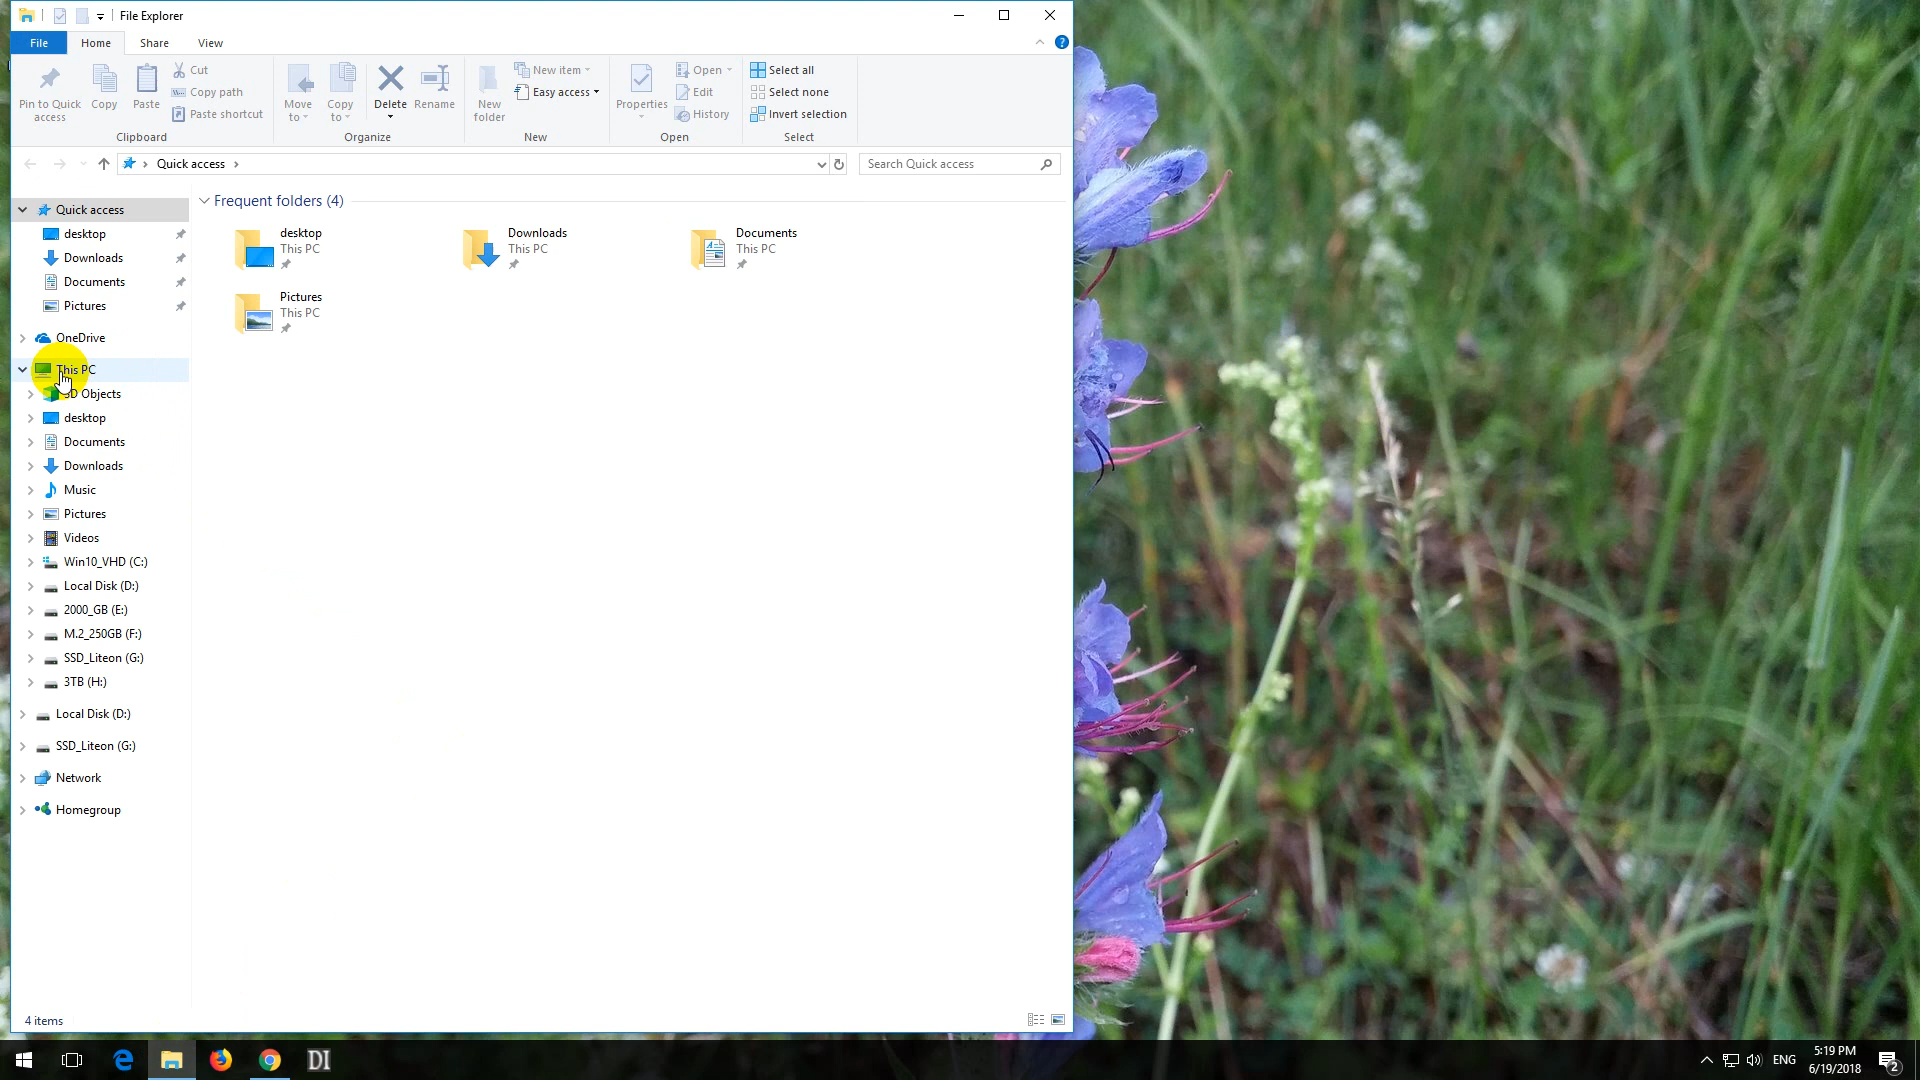 File Explorer
File Home Share View
Pin to Quick access
Copy
Paste
Cut
Copy path
Paste shortcut
Clipboard
Move to
Copy to
Delete
Rename
Organize
New folder
New item
Easy access
New
Properties
Open
Edit
History
Open
Select all
Select none
Invert selection
Select
Quick access
Search Quick access
Quick access
desktop
Downloads
Documents
Pictures
OneDrive
This PC
3D Objects
desktop
Documents
Downloads
Music
Pictures
Videos
Win10_VHD (C:)
Local Disk (D:)
2000_GB (E:)
M.2_250GB (F:)
SSD_Liteon (G:)
3TB (H:)
Local Disk (D:)
SSD_Liteon (G:)
Network
Homegroup
Frequent folders (4)
desktop
This PC
Downloads
This PC
Documents
This PC
Pictures
This PC
4 items
DI
ENG
5:19 PM
6/19/2018
2